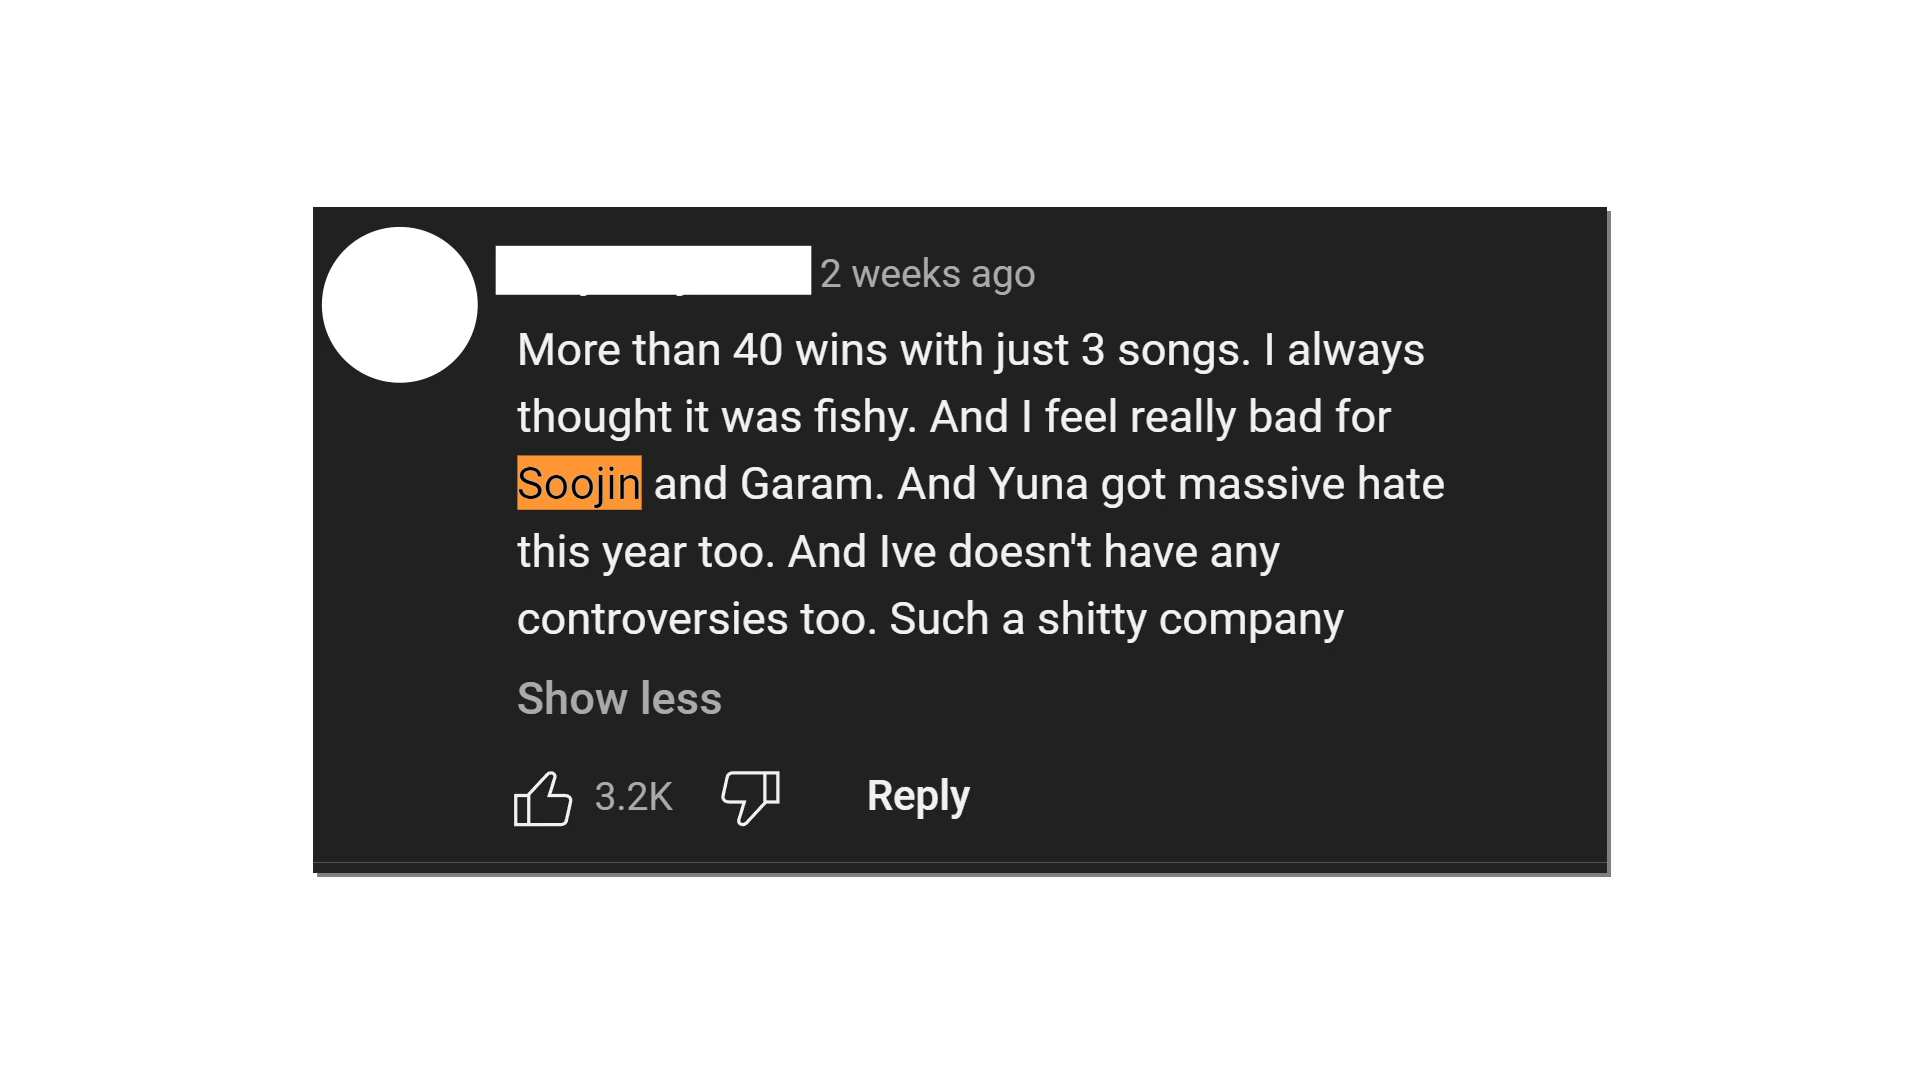 2 weeks ago
More than 40 wins with just 3 songs. I always
thought it was fishy. And I feel really bad for
Soojin and Garam. And Yuna got massive hate
this year too. And Ive doesn't have any
controversies too. Such a shitty company
Show less
3.2K
Reply